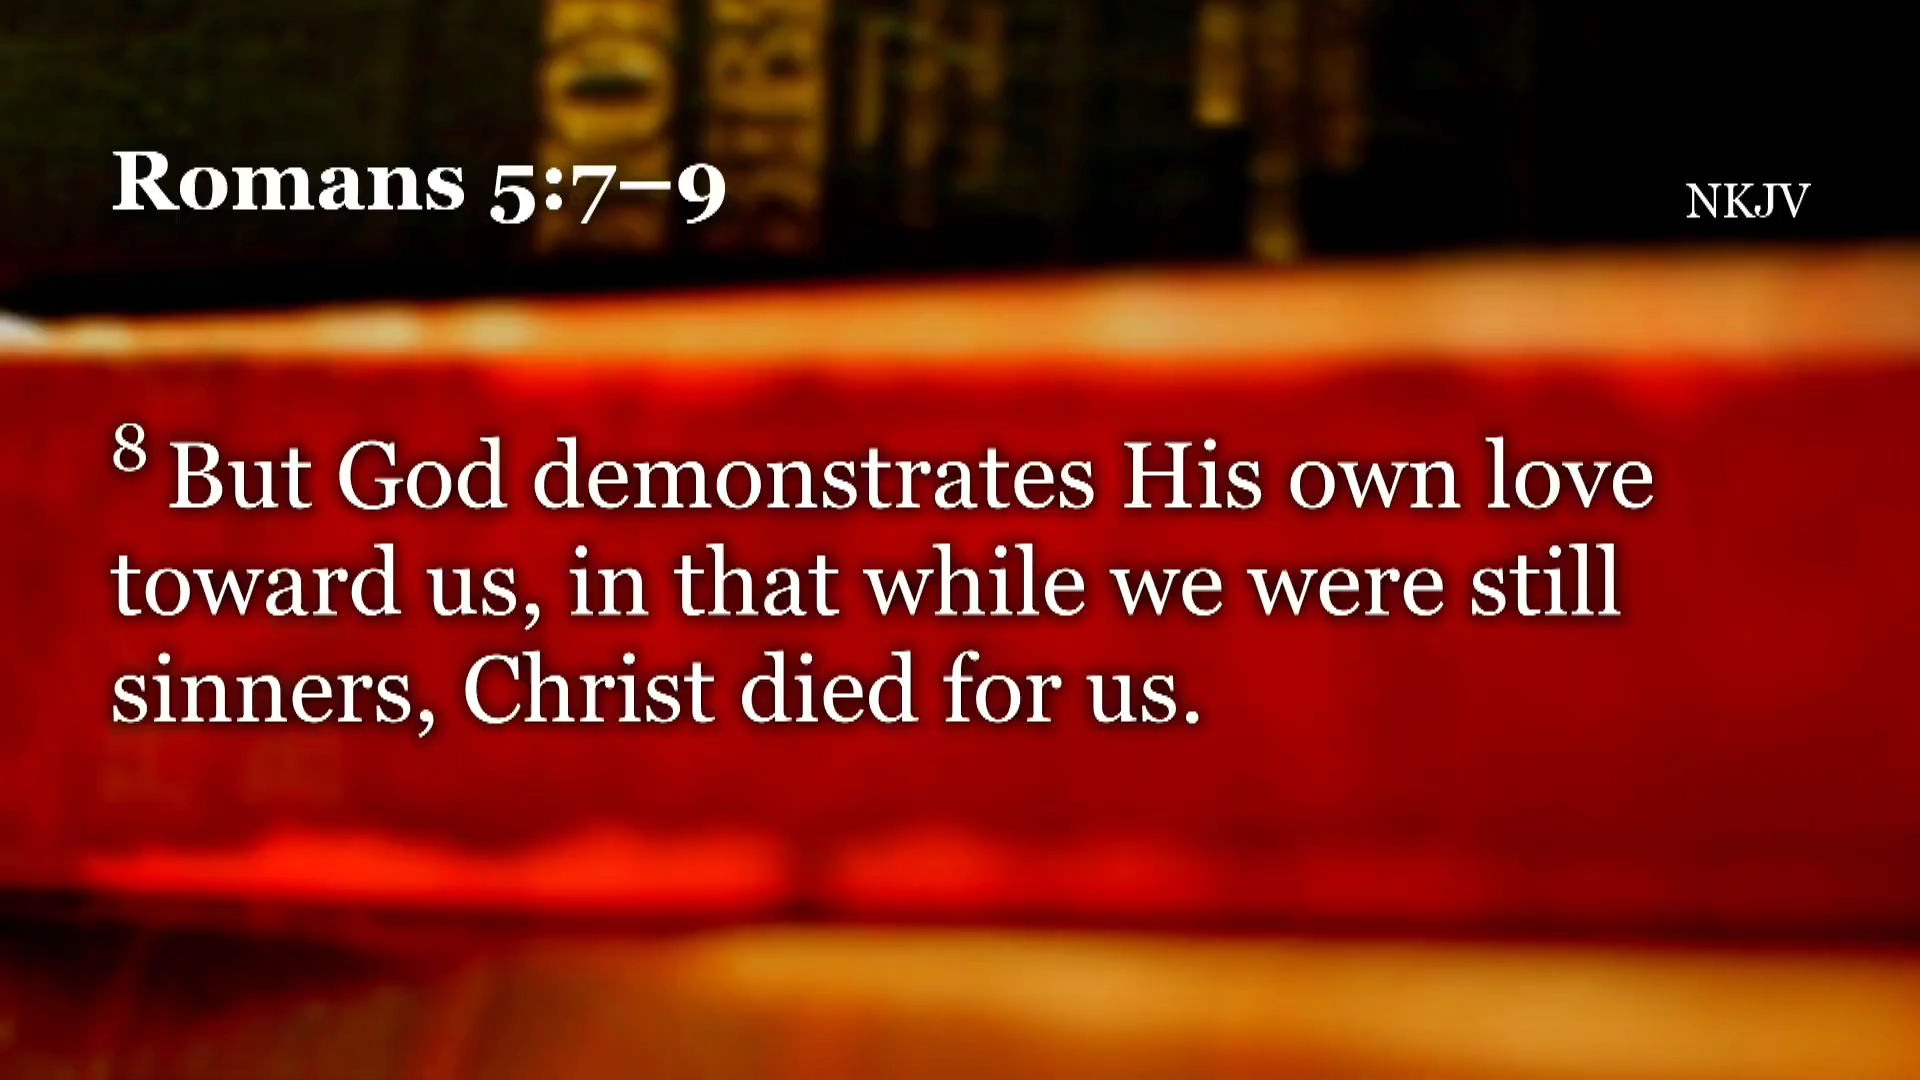 Romans 5:7–9
NKJV
8 But God demonstrates His own love
toward us, in that while we were still
sinners, Christ died for us.